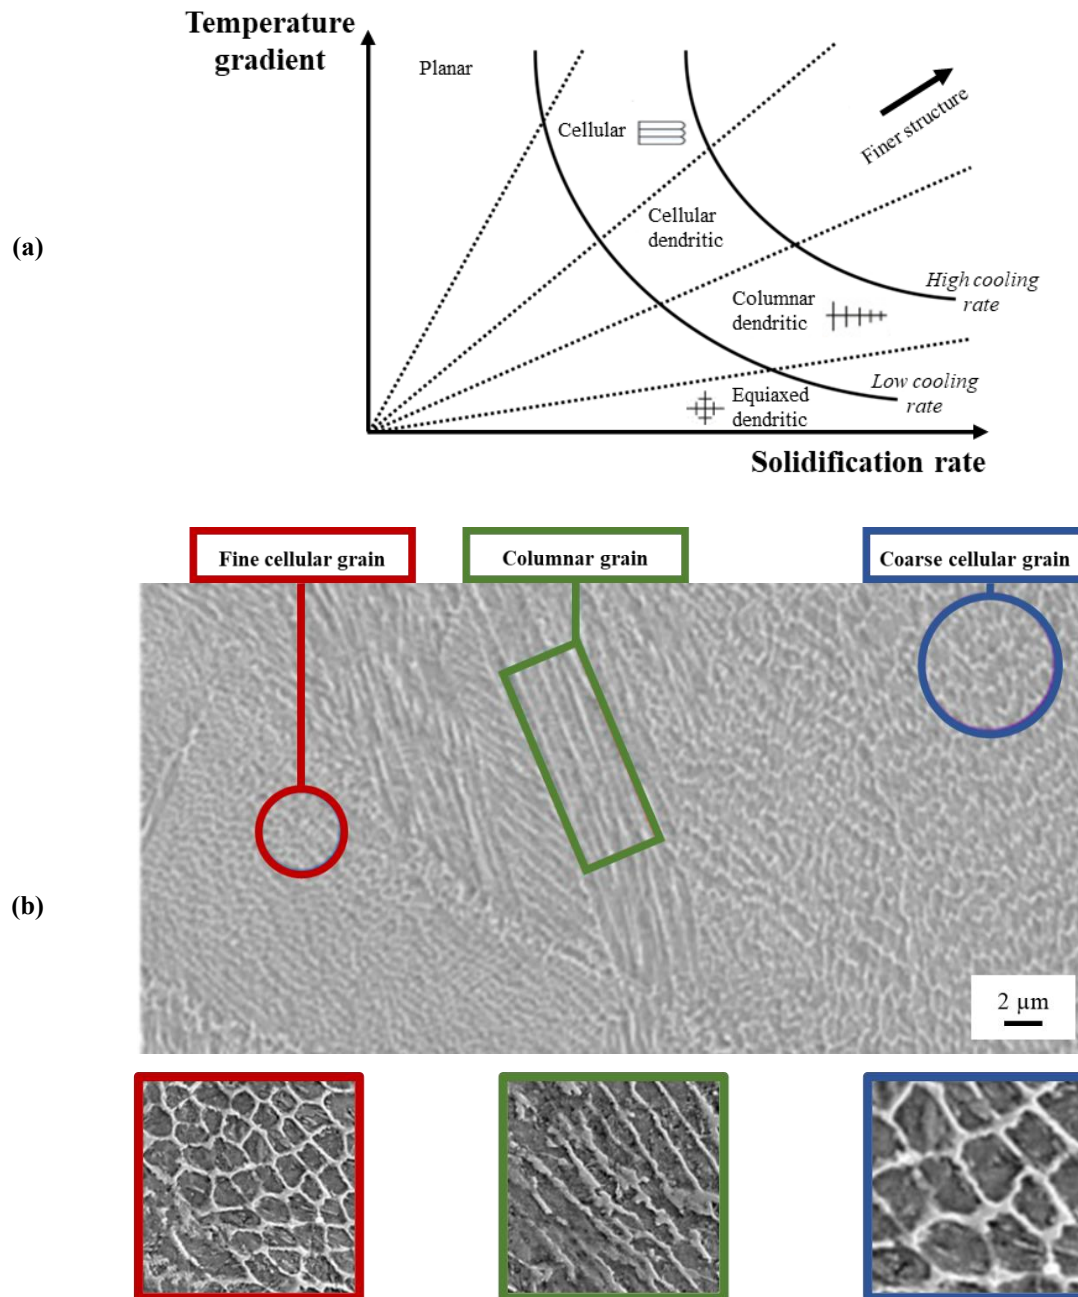 Temperature
gradient
Planar
Cellular
Finer structure
Cellular
dendritic
(a)
High cooling
rate
Columnar
dendritic
Low cooling
rate
Equiaxed
dendritic
Solidification rate
Fine cellular grain
Columnar grain
Coarse cellular grain
(b)
2 µm